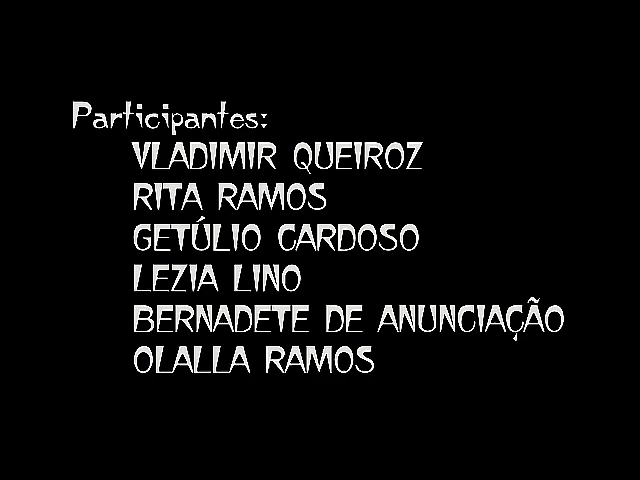 Participantes:
VLADIMIR QUEIROZ
RITA RAMOS
GETÚLIO CARDOSO
LEZIA LINO
BERNADETE DE ANUNCIAÇÃO
OLALLA RAMOS